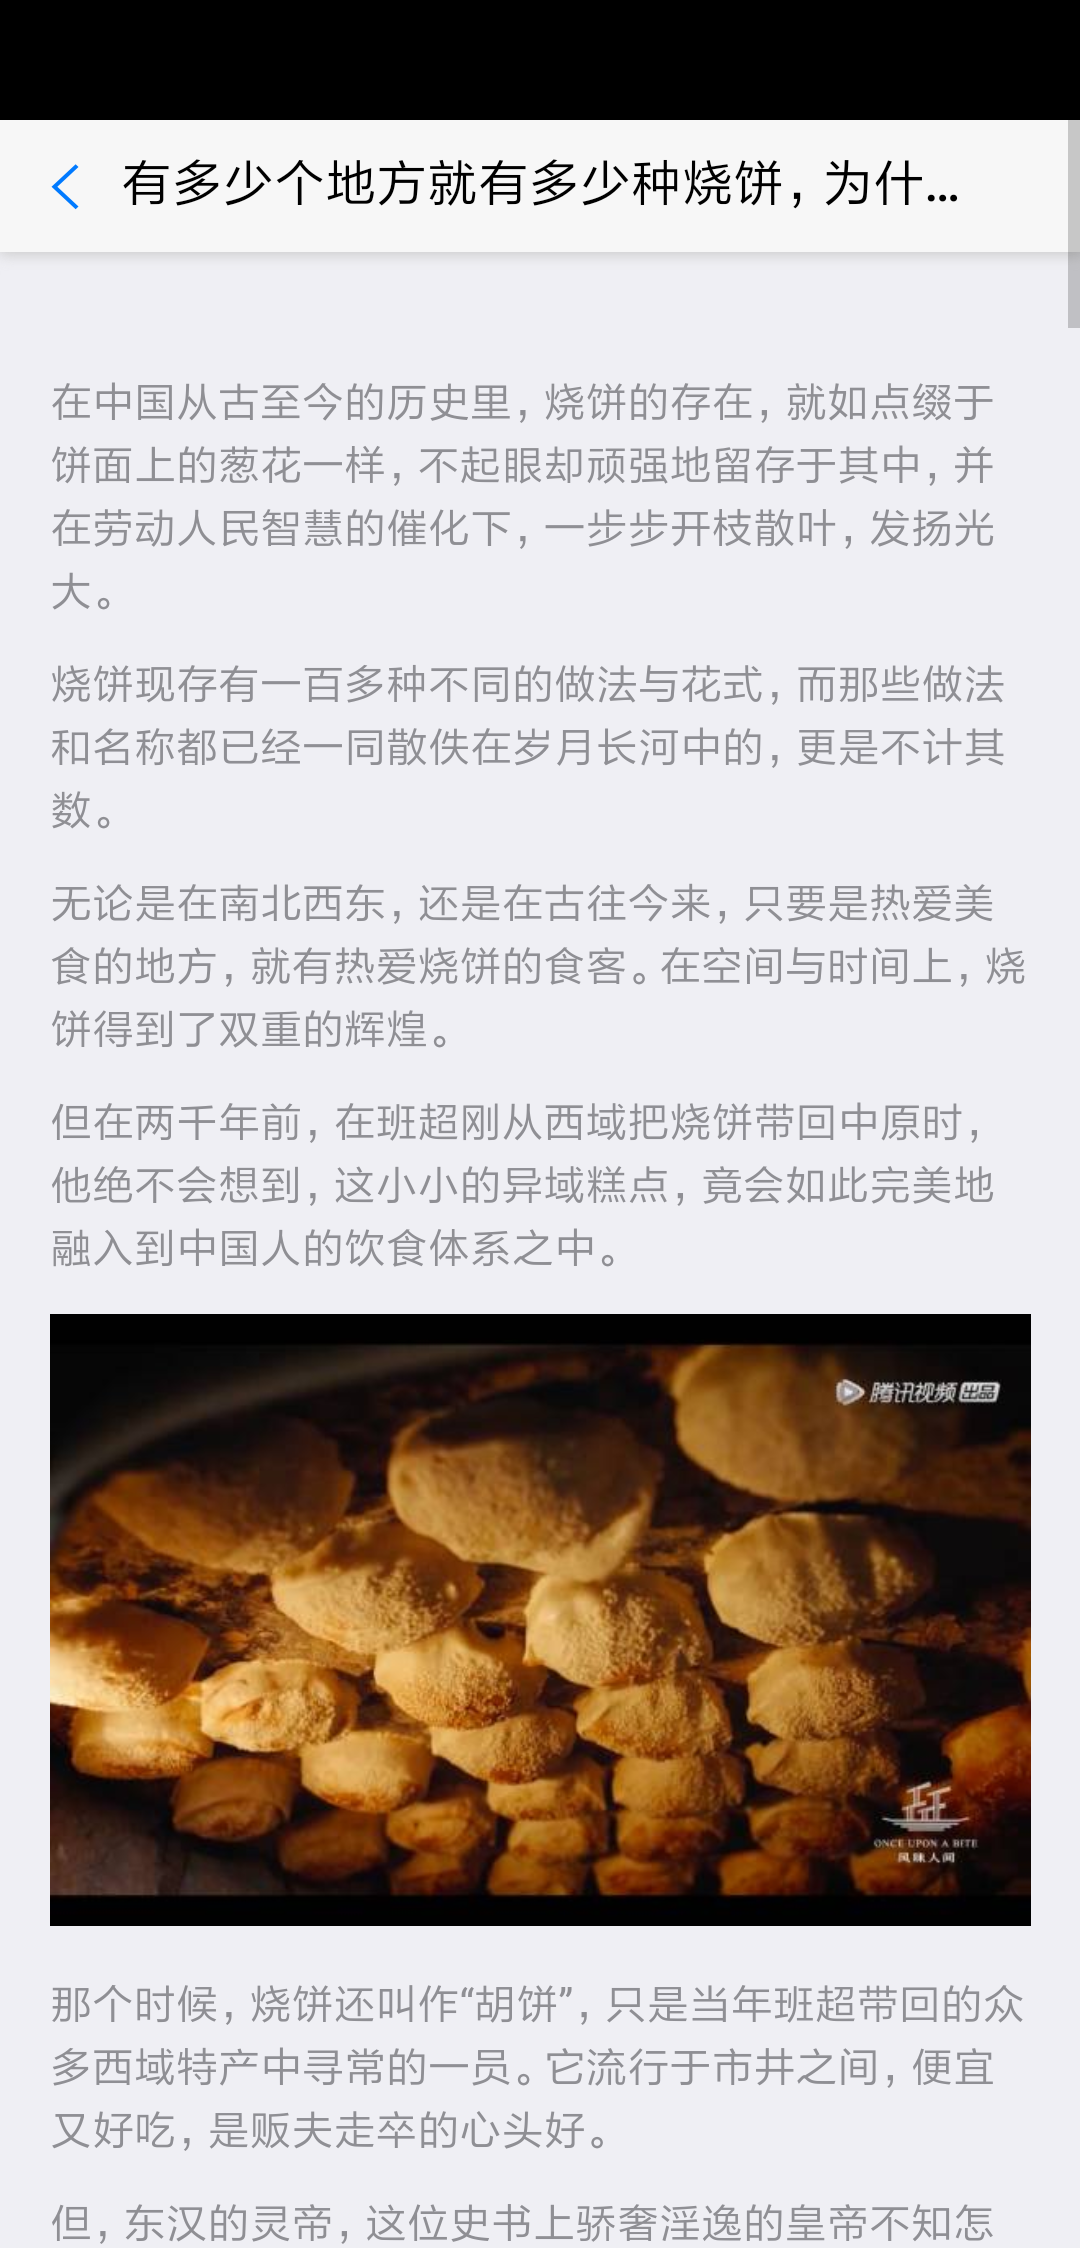 有多少个地方就有多少种烧饼，为什...
在中国从古至今的历史里，烧饼的存在，就如点缀于
饼面上的葱花一样，不起眼却顽强地留存于其中，并
在劳动人民智慧的催化下，一步步开枝散叶，发扬光
大。
烧饼现存有一百多种不同的做法与花式，而那些做法
和名称都已经一同散佚在岁月长河中的，更是不计其
数。
无论是在南北西东，还是在古往今来，只要是热爱美
食的地方，就有热爱烧饼的食客。在空间与时间上，烧
饼得到了双重的辉煌。
但在两千年前，在班超刚从西域把烧饼带回中原时，
他绝不会想到，这小小的异域糕点，竟会如此完美地
融入到中国人的饮食体系之中。
腾讯视频 出品
ONCE UPON A BITE
风味人间
那个时候，烧饼还叫作“胡饼”，只是当年班超带回的众
多西域特产中寻常的一员。它流行于市井之间，便宜
又好吃，是贩夫走卒的心头好。
但，东汉的灵帝，这位史书上骄奢淫逸的皇帝不知怎